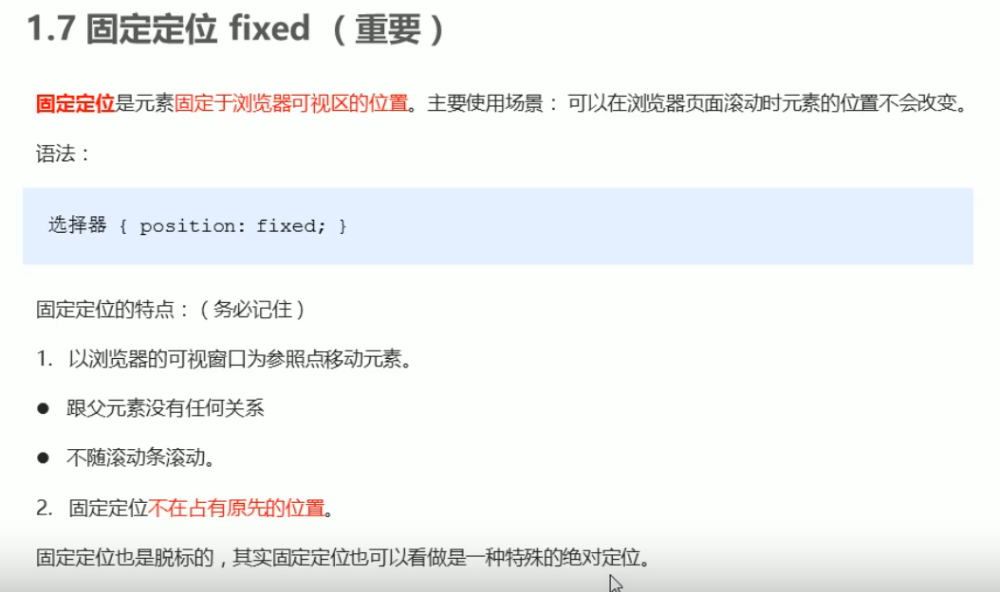 1.7 固定定位 fixed （重要）
固定定位是元素固定于浏览器可视区的位置。主要使用场景： 可以在浏览器页面滚动时元素的位置不会改变。
语法：
选择器 { position: fixed; }
固定定位的特点：（务必记住）
1. 以浏览器的可视窗口为参照点移动元素。
● 跟父元素没有任何关系
● 不随滚动条滚动。
2. 固定定位不在占有原先的位置。
固定定位也是脱标的，其实固定定位也可以看做是一种特殊的绝对定位。